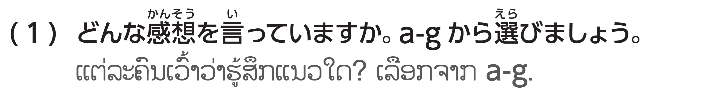 (1) どんな感想を言っていますか。a-g から選びましょう。
ແຕ່ລະຄົນເວົ້າວ່າຮູ້ສຶກແນວໃດ? ເລືອກຈາກ a-g.